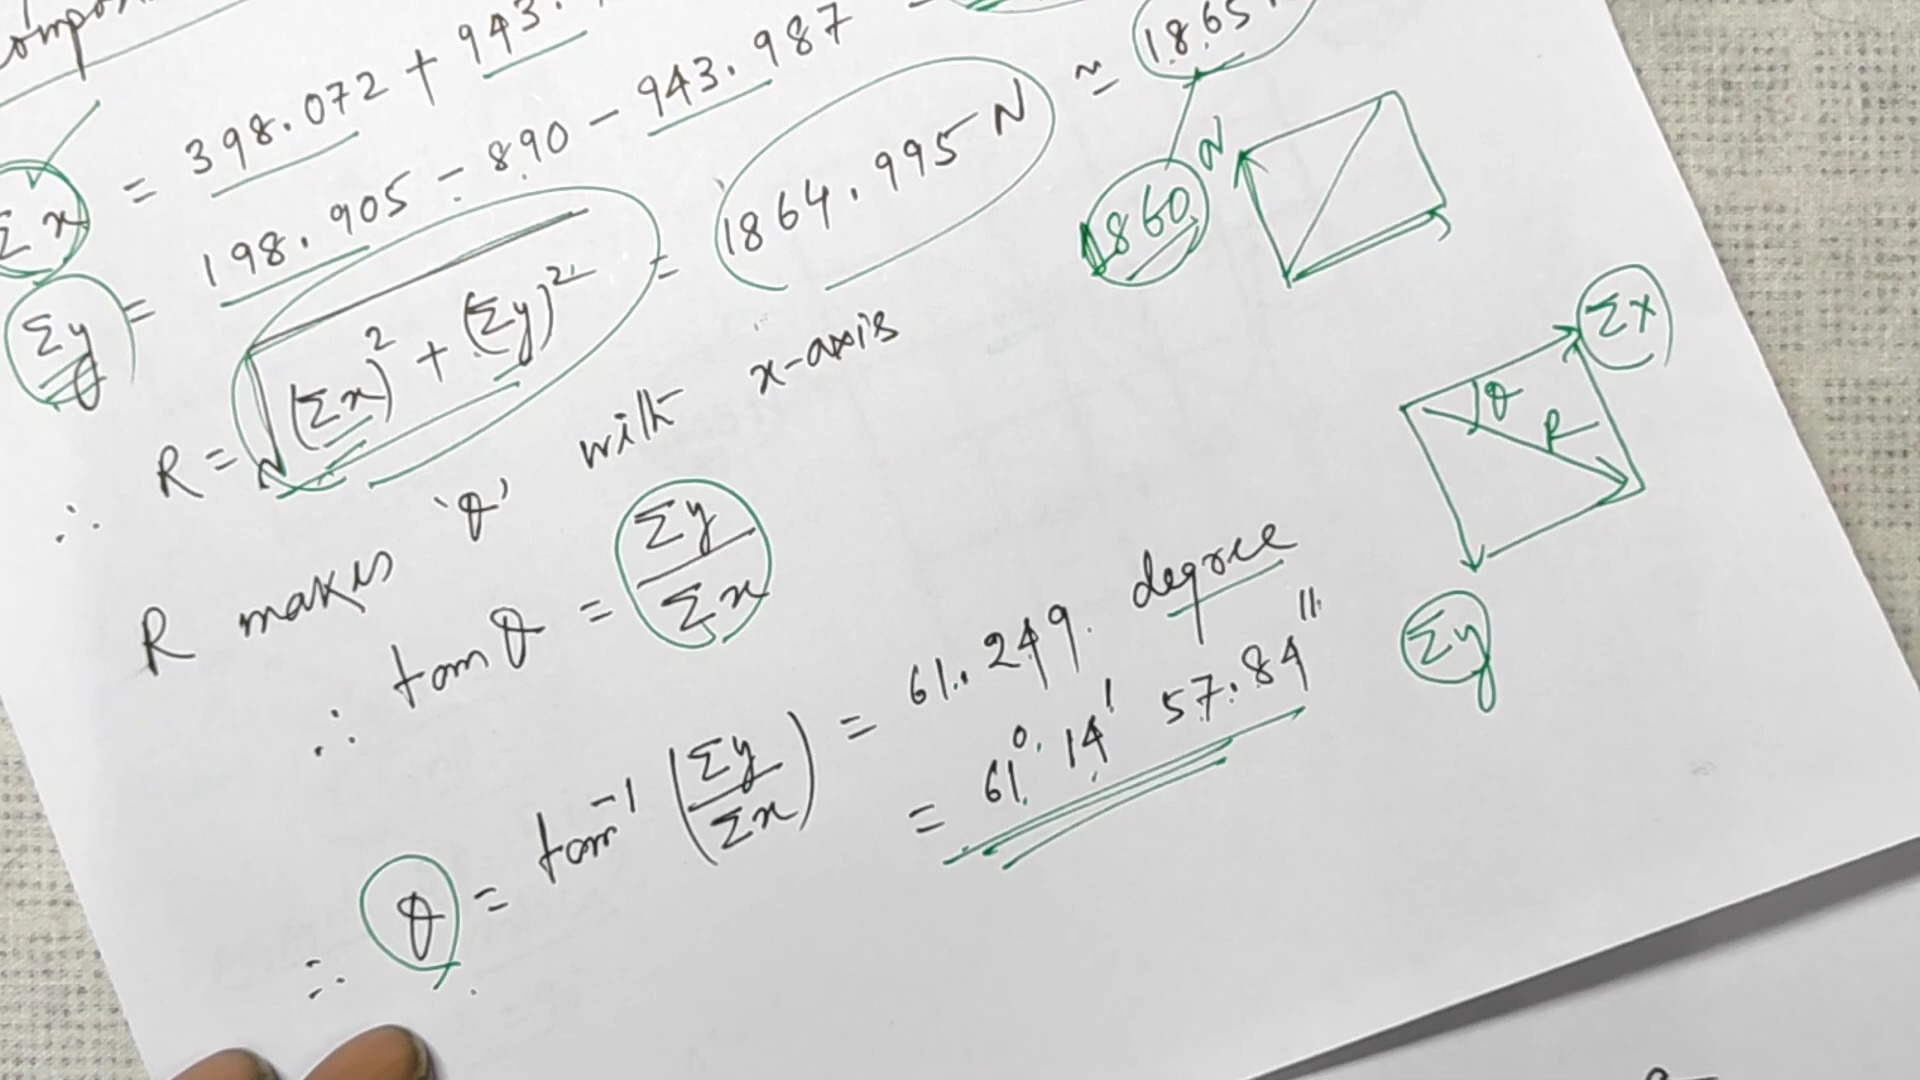 Σx = 398.072 + 943.
Σy = 198.905 - 890 - 943.987
∴ R = √(Σx)² + (Σy)² = 1864.995 N ≈ 1865
1860 N
R makes 'θ' with x-axis
∴ tan θ = Σy/Σx
∴ θ = tan⁻¹ (Σy/Σx) = 61.249 degree
= 61° 14' 57.84"
Σx
θ
R
Σy